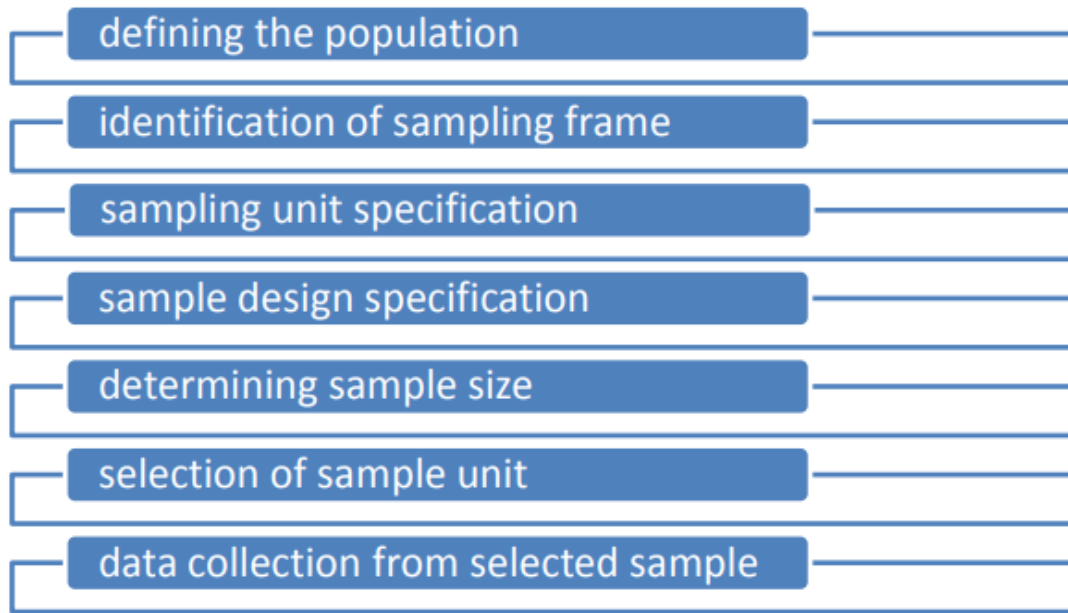 defining the population
identification of sampling frame
sampling unit specification
sample design specification
determining sample size
selection of sample unit
data collection from selected sample